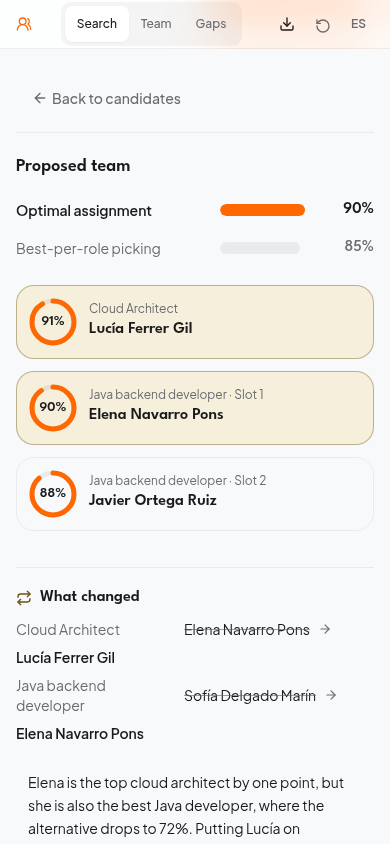 Search
Team
Gaps
ES
← Back to candidates
Proposed team
Optimal assignment
90%
Best-per-role picking
85%
91%
Cloud Architect
Lucía Ferrer Gil
90%
Java backend developer · Slot 1
Elena Navarro Pons
88%
Java backend developer · Slot 2
Javier Ortega Ruiz
What changed
Cloud Architect
Elena Navarro Pons →
Lucía Ferrer Gil
Java backend
developer
Sofía Delgado Marín →
Elena Navarro Pons
Elena is the top cloud architect by one point, but
she is also the best Java developer, where the
alternative drops to 72%. Putting Lucía on